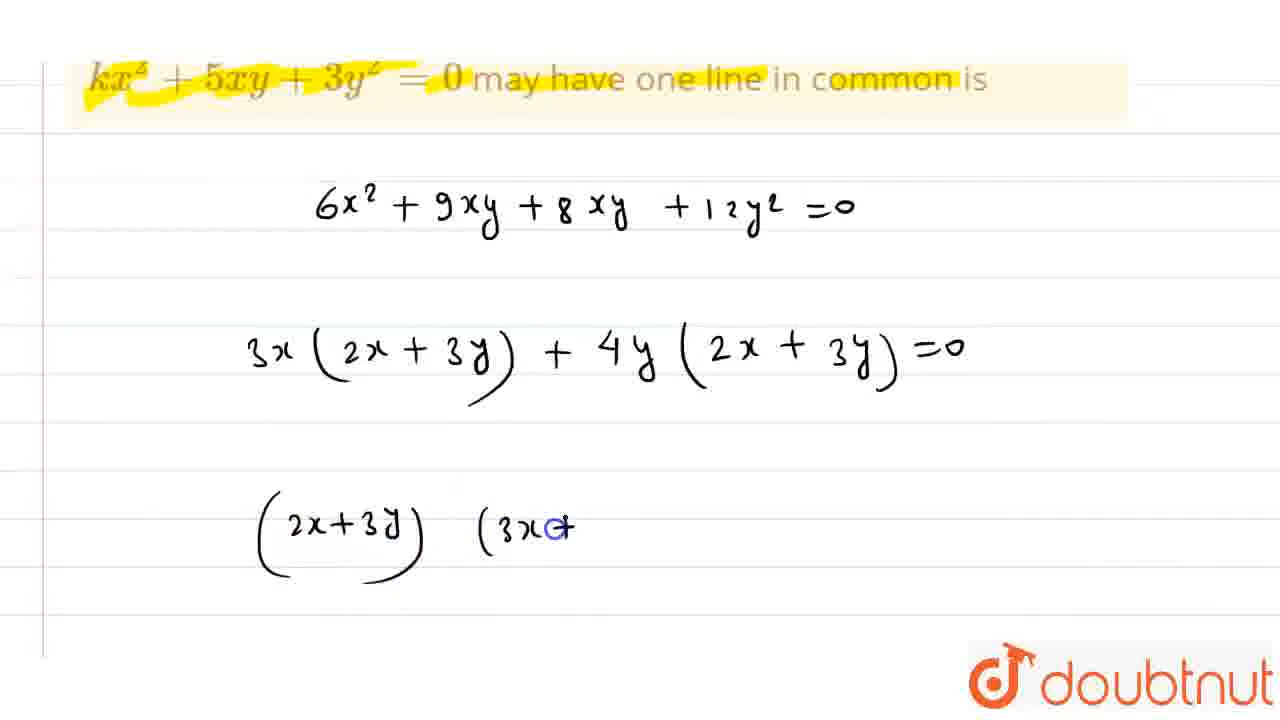 kx² + 5xy + 3y² = 0 may have one line in common is
6x² + 9xy + 8xy + 12y² = 0
3x (2x + 3y) + 4y (2x + 3y) = 0
(2x + 3y) (3x +
doubtnut